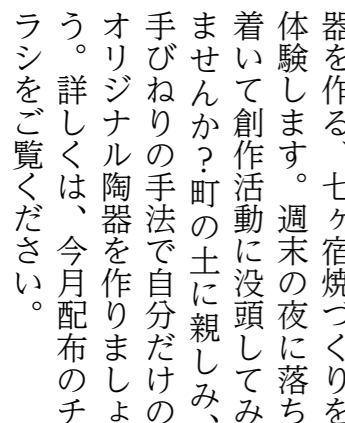 器を作る、七ヶ宿焼づくりを
体験します。週末の夜に落ち
着いて創作活動に没頭してみ
ませんか？町の土に親しみ、
手びねりの手法で自分だけの
オリジナル陶器を作りましょ
う。詳しくは、今月配布のチ
ラシをご覧ください。